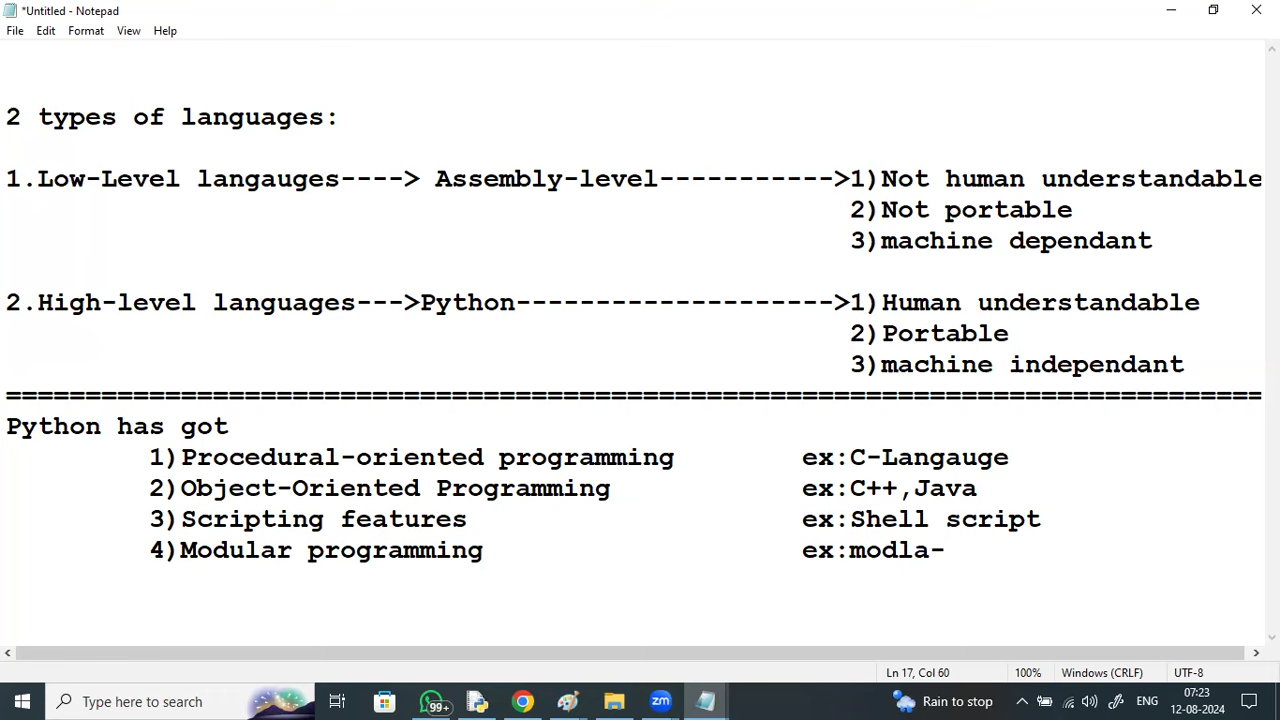 *Untitled - Notepad
File Edit Format View Help
2 types of languages:
1.Low-Level langauges----> Assembly-level----------->1)Not human understandable
2)Not portable
3)machine dependant
2.High-level languages--->Python-------------------->1)Human understandable
2)Portable
3)machine independant
===============================================================================
Python has got
1)Procedural-oriented programming ex:C-Langauge
2)Object-Oriented Programming ex:C++,Java
3)Scripting features ex:Shell script
4)Modular programming ex:modla-
Ln 17, Col 60 100% Windows (CRLF) UTF-8
Type here to search 99+ zm Rain to stop ENG 07:23
12-08-2024